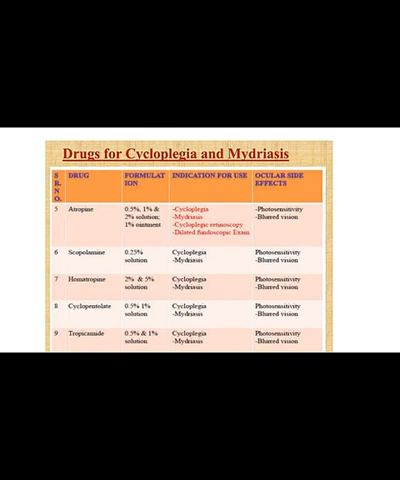 Drugs for Cycloplegia and Mydriasis
S R. N O. DRUG FORMULAT ION INDICATION FOR USE OCULAR SIDE EFFECTS
5 Atropine 0.5%, 1% & 2% solution; 1% ointment -Cycloplegia -Mydriasis -Cycloplegic retinoscopy -Dilated fundoscopic Exam -Photosensitivity -Blurred vision
6 Scopolamine 0.25% solution Cycloplegia -Mydriasis Photosensitivity -Blurred vision
7 Homatropine 2% & 5% solution Cycloplegia -Mydriasis Photosensitivity -Blurred vision
8 Cyclopentolate 0.5% 1% solution Cycloplegia -Mydriasis Photosensitivity -Blurred vision
9 Tropicamide 0.5% & 1% solution Cycloplegia -Mydriasis Photosensitivity -Blurred vision